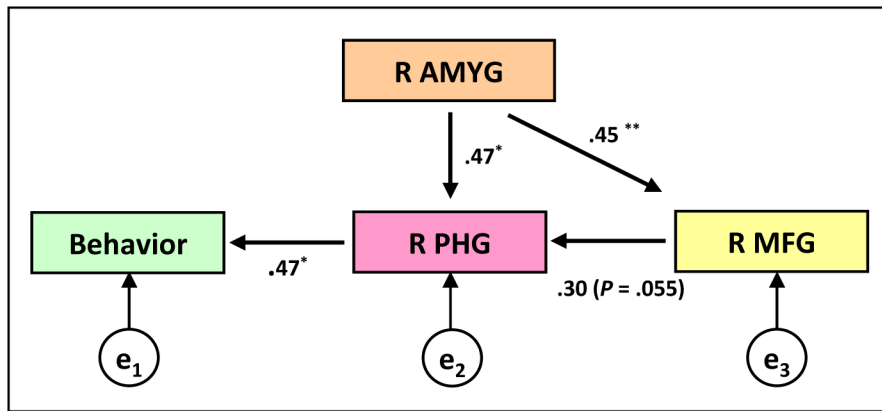 R AMYG
.47*
.45 **
Behavior
R PHG
R MFG
.47*
.30 (P = .055)
e1
e2
e3